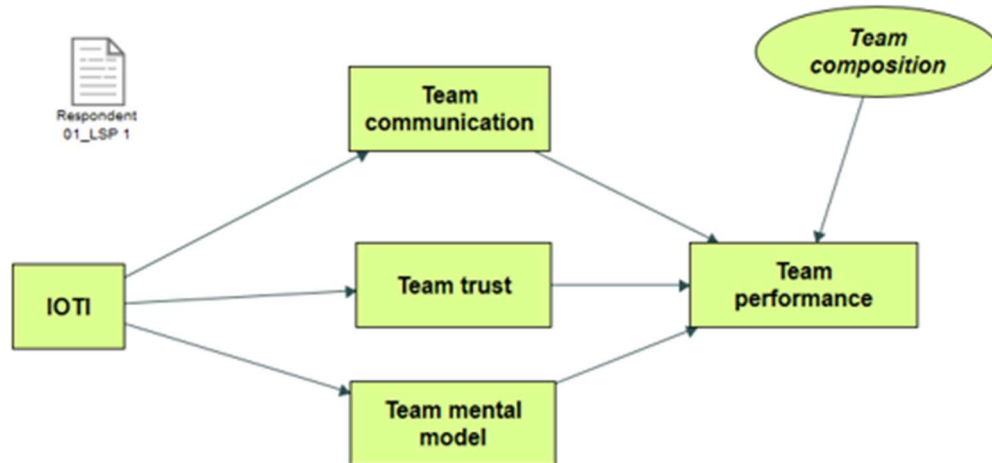 Respondent
01_LSP 1
Team
communication
Team
composition
IOTI
Team trust
Team
performance
Team mental
model